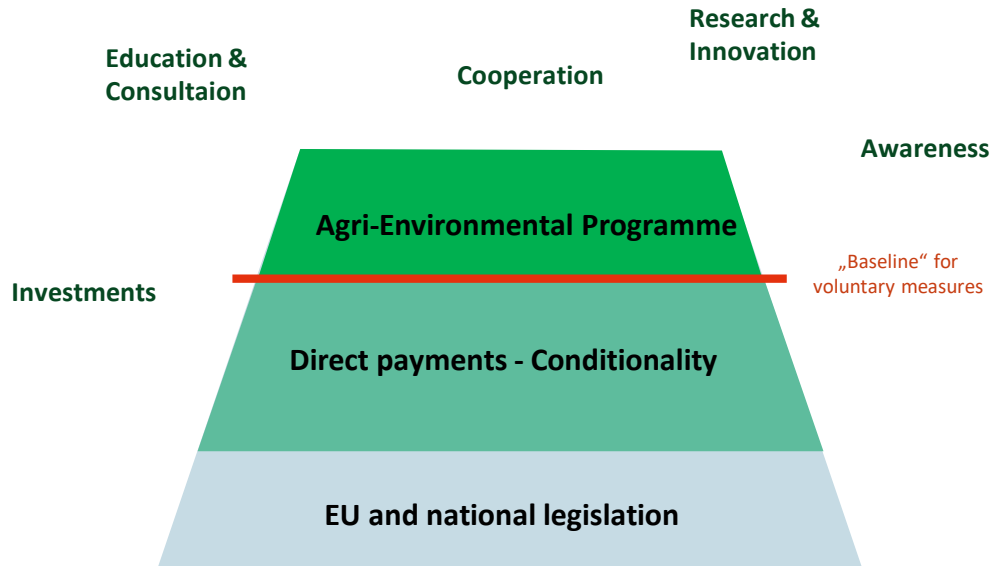 Research &
Innovation
Education &
Consultaion
Cooperation
Awareness
Agri-Environmental Programme
„Baseline“ for
voluntary measures
Investments
Direct payments - Conditionality
EU and national legislation